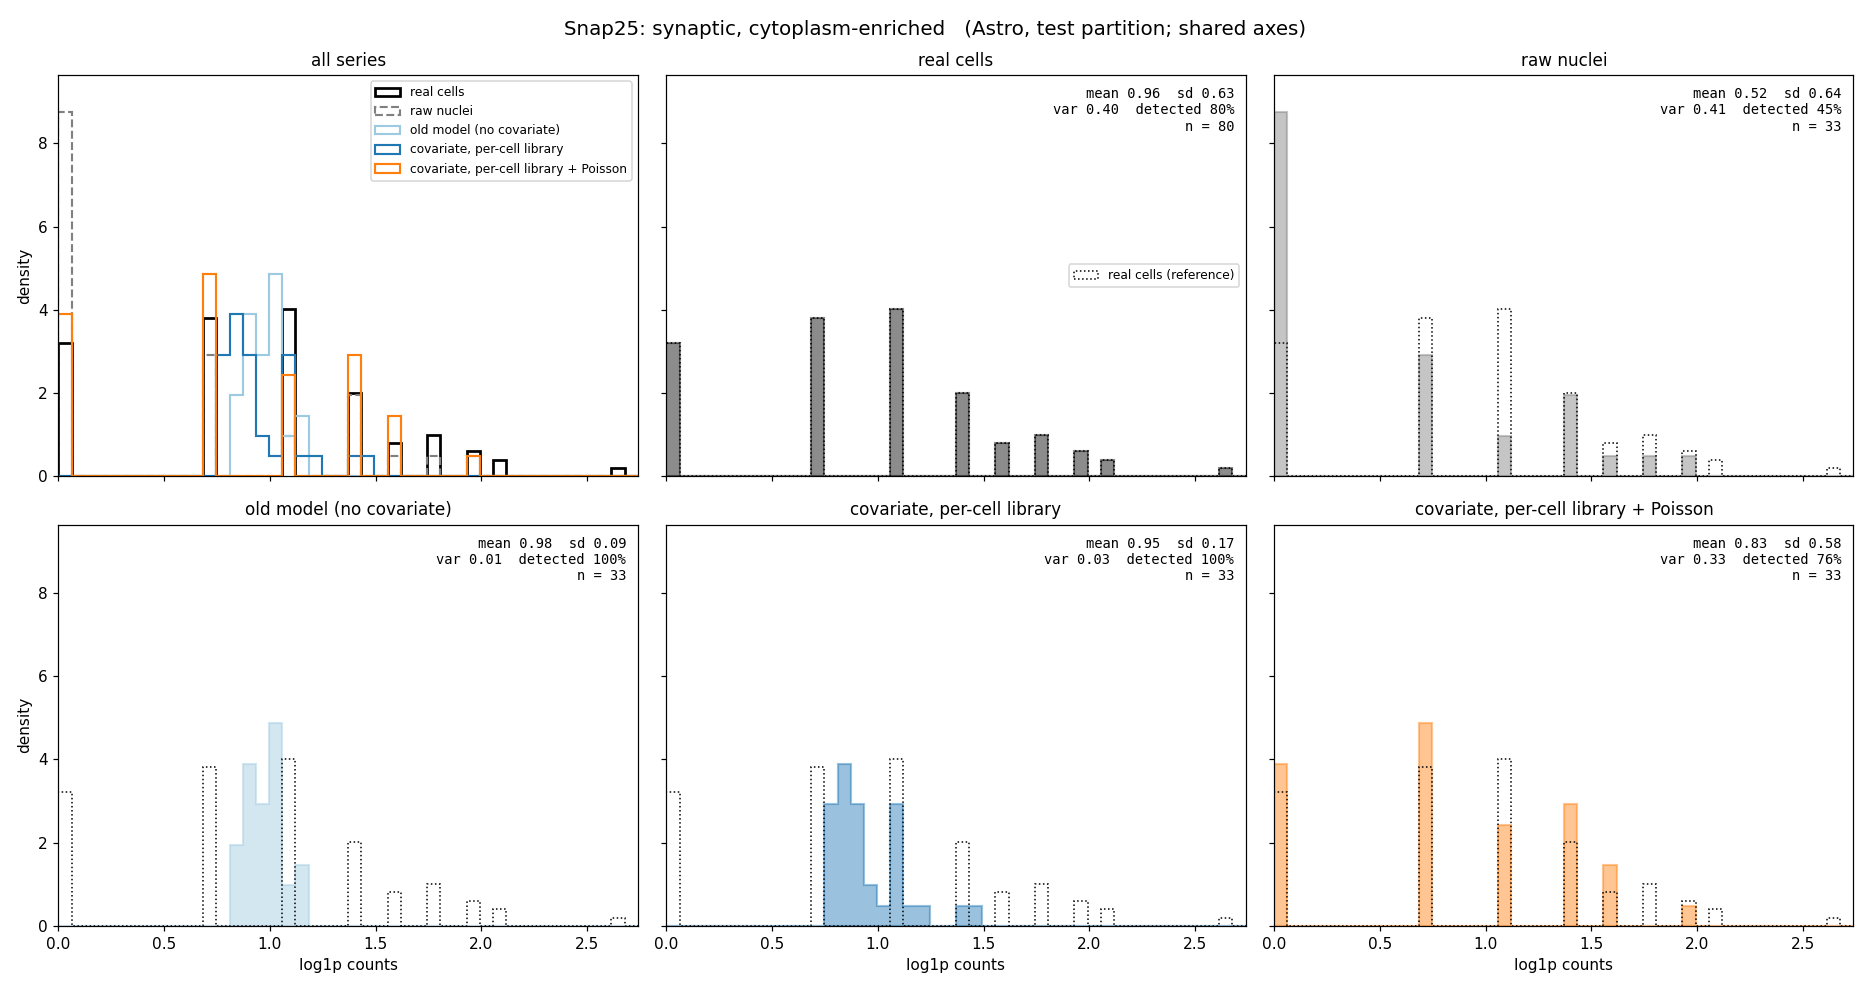 Snap25: synaptic, cytoplasm-enriched   (Astro, test partition; shared axes)
all series
real cells
raw nuclei
old model (no covariate)
covariate, per-cell library
covariate, per-cell library + Poisson
density
8
6
4
2
0
real cells
mean 0.96  sd 0.63
var 0.40  detected 80%
n = 80
real cells (reference)
raw nuclei
mean 0.52  sd 0.64
var 0.41  detected 45%
n = 33
old model (no covariate)
mean 0.98  sd 0.09
var 0.01  detected 100%
n = 33
density
8
6
4
2
0
0.0 0.5 1.0 1.5 2.0 2.5
log1p counts
covariate, per-cell library
mean 0.95  sd 0.17
var 0.03  detected 100%
n = 33
0.0 0.5 1.0 1.5 2.0 2.5
log1p counts
covariate, per-cell library + Poisson
mean 0.83  sd 0.58
var 0.33  detected 76%
n = 33
0.0 0.5 1.0 1.5 2.0 2.5
log1p counts